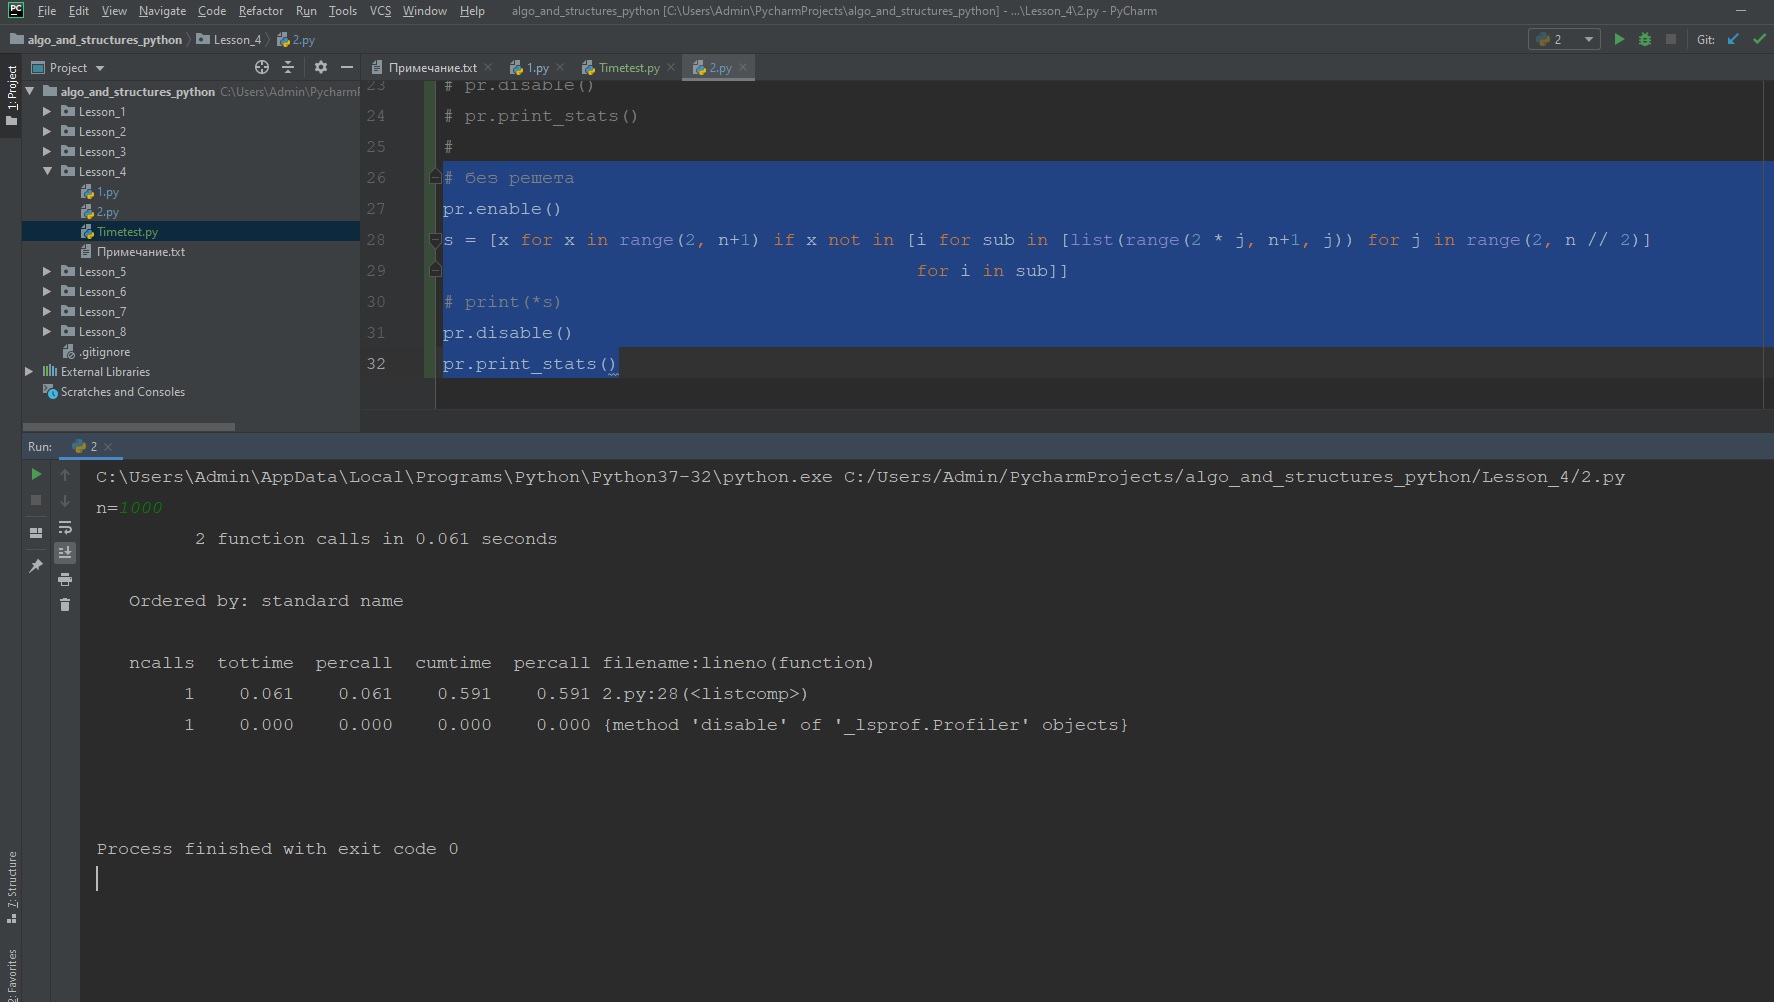 PC File Edit View Navigate Code Refactor Run Tools VCS Window Help algo_and_structures_python [C:\Users\Admin\PycharmProjects\algo_and_structures_python] - ...\Lesson_4\2.py - PyCharm
algo_and_structures_python Lesson_4 2.py 2 Git:
Project Примечание.txt 1.py Timetest.py 2.py
1: Project
algo_and_structures_python C:\Users\Admin\Pycharm
Lesson_1
Lesson_2
Lesson_3
Lesson_4
1.py
2.py
Timetest.py
Примечание.txt
Lesson_5
Lesson_6
Lesson_7
Lesson_8
.gitignore
External Libraries
Scratches and Consoles
23 # pr.disable()
24 # pr.print_stats()
25 #
26 # без решета
27 pr.enable()
28 s = [x for x in range(2, n+1) if x not in [i for sub in [list(range(2 * j, n+1, j)) for j in range(2, n // 2)]
29 for i in sub]]
30 # print(*s)
31 pr.disable()
32 pr.print_stats()
Run: 2
C:\Users\Admin\AppData\Local\Programs\Python\Python37-32\python.exe C:/Users/Admin/PycharmProjects/algo_and_structures_python/Lesson_4/2.py
n=1000
2 function calls in 0.061 seconds
Ordered by: standard name
ncalls tottime percall cumtime percall filename:lineno(function)
1 0.061 0.061 0.591 0.591 2.py:28(<listcomp>)
1 0.000 0.000 0.000 0.000 {method 'disable' of '_lsprof.Profiler' objects}
Process finished with exit code 0
7: Structure
2: Favorites